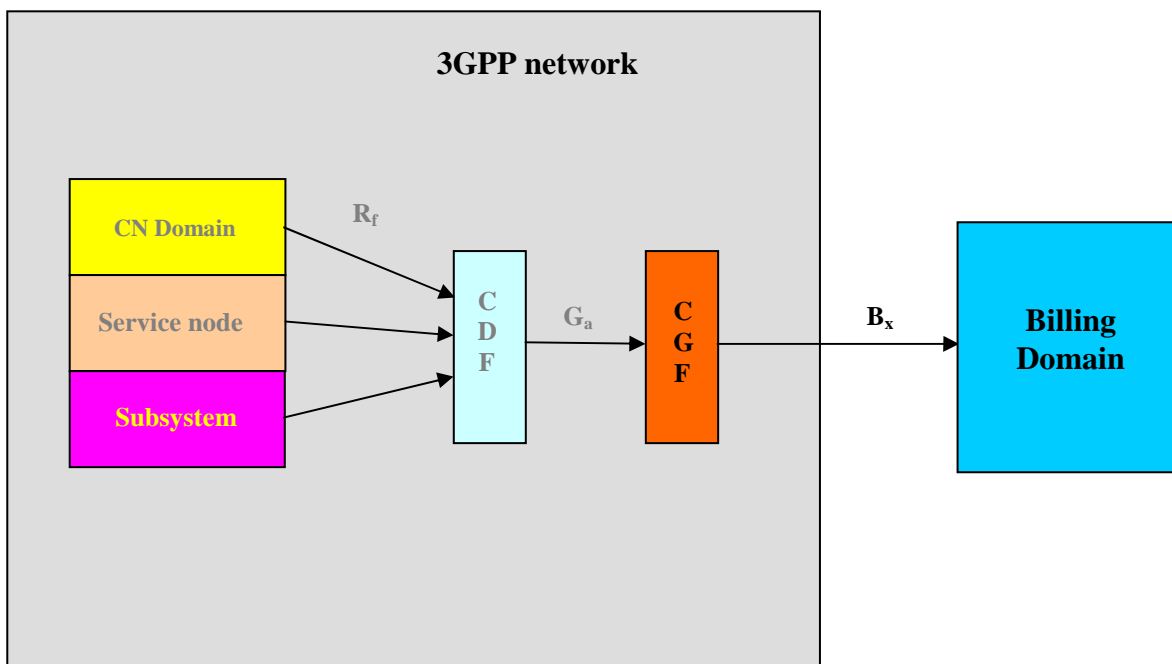 3GPP network
CN Domain
Service node
Subsystem
Rf
C
D
F
Ga
C
G
F
Bx
Billing
Domain